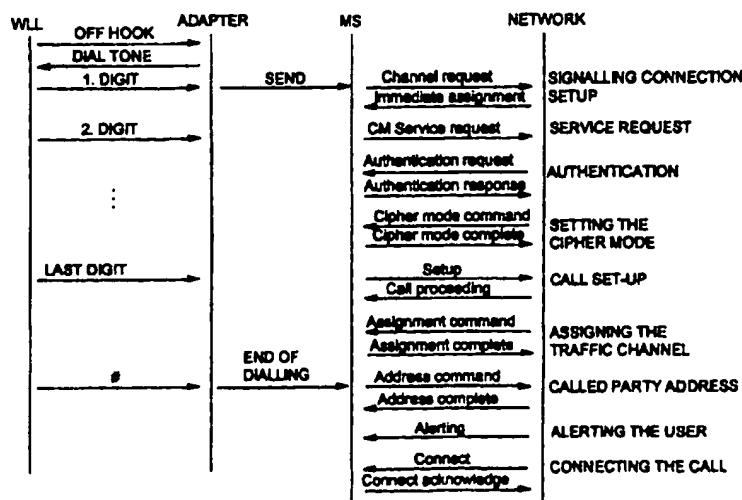 WLL ADAPTER MS NETWORK
OFF HOOK
DIAL TONE
1. DIGIT SEND Channel request SIGNALLING CONNECTION
Immediate assignment SETUP
2. DIGIT CM Service request SERVICE REQUEST
Authentication request
AUTHENTICATION
Authentication response
Cipher mode command
SETTING THE
Cipher mode complete
CIPHER MODE
LAST DIGIT Setup
CALL SET-UP
Call proceeding
Assignment command
ASSIGNING THE
Assignment complete
TRAFFIC CHANNEL
END OF
# DIALLING Address command CALLED PARTY ADDRESS
Address complete
Alerting ALERTING THE USER
Connect CONNECTING THE CALL
Connect acknowledge